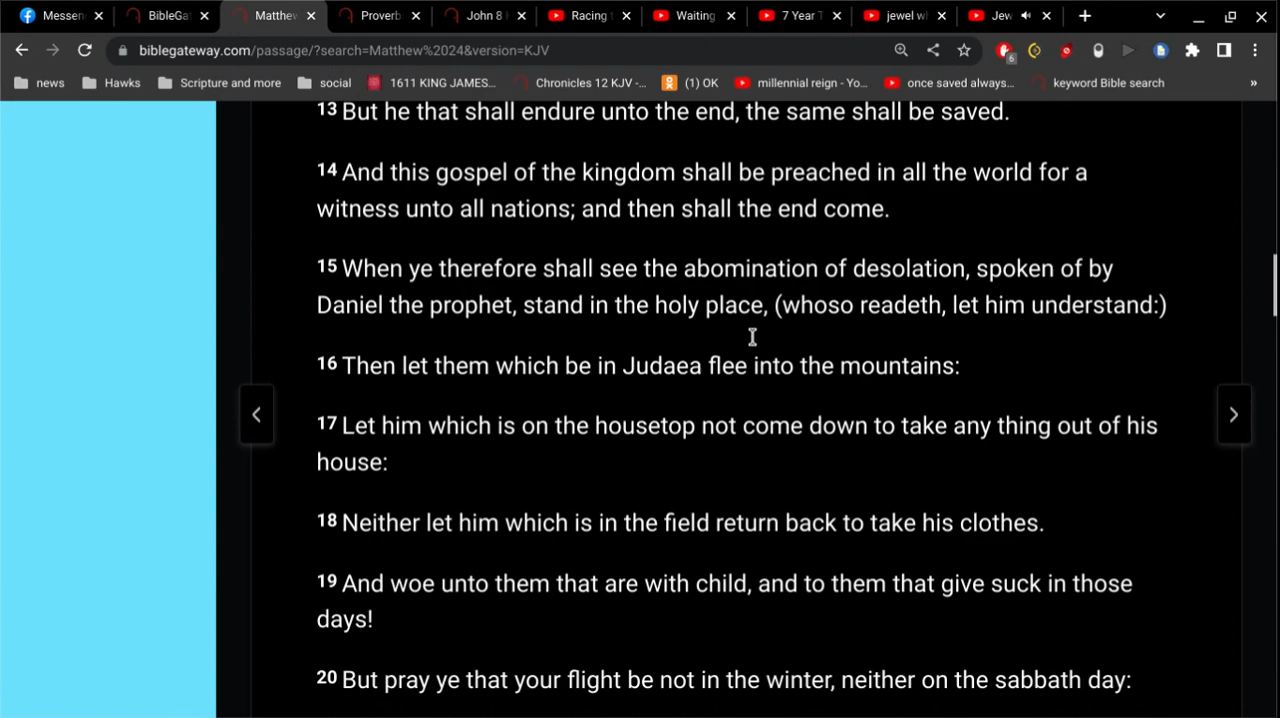 Messen
BibleGa
Matthew
Proverb
John 8
Racing t
Waiting
7 Year T
jewel w
Jew
biblegateway.com/passage/?search=Matthew%2024&version=KJV
6
news
Hawks
Scripture and more
social
1611 KING JAMES...
Chronicles 12 KJV -...
(1) OK
millennial reign - Yo...
once saved always...
keyword Bible search
»
13 But he that shall endure unto the end, the same shall be saved.
14 And this gospel of the kingdom shall be preached in all the world for a
witness unto all nations; and then shall the end come.
15 When ye therefore shall see the abomination of desolation, spoken of by
Daniel the prophet, stand in the holy place, (whoso readeth, let him understand:)
16 Then let them which be in Judaea flee into the mountains:
17 Let him which is on the housetop not come down to take any thing out of his
house:
18 Neither let him which is in the field return back to take his clothes.
19 And woe unto them that are with child, and to them that give suck in those
days!
20 But pray ye that your flight be not in the winter, neither on the sabbath day: